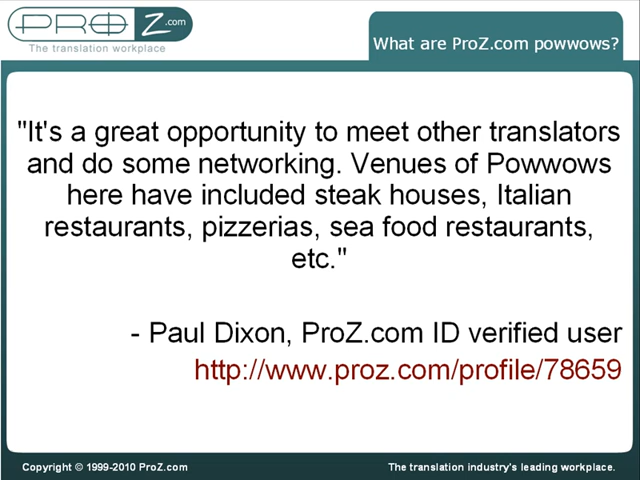 PROZ.com
The translation workplace
What are ProZ.com powwows?
"It's a great opportunity to meet other translators
and do some networking. Venues of Powwows
here have included steak houses, Italian
restaurants, pizzerias, sea food restaurants,
etc."
- Paul Dixon, ProZ.com ID verified user
http://www.proz.com/profile/78659
Copyright © 1999-2010 ProZ.com
The translation industry's leading workplace.